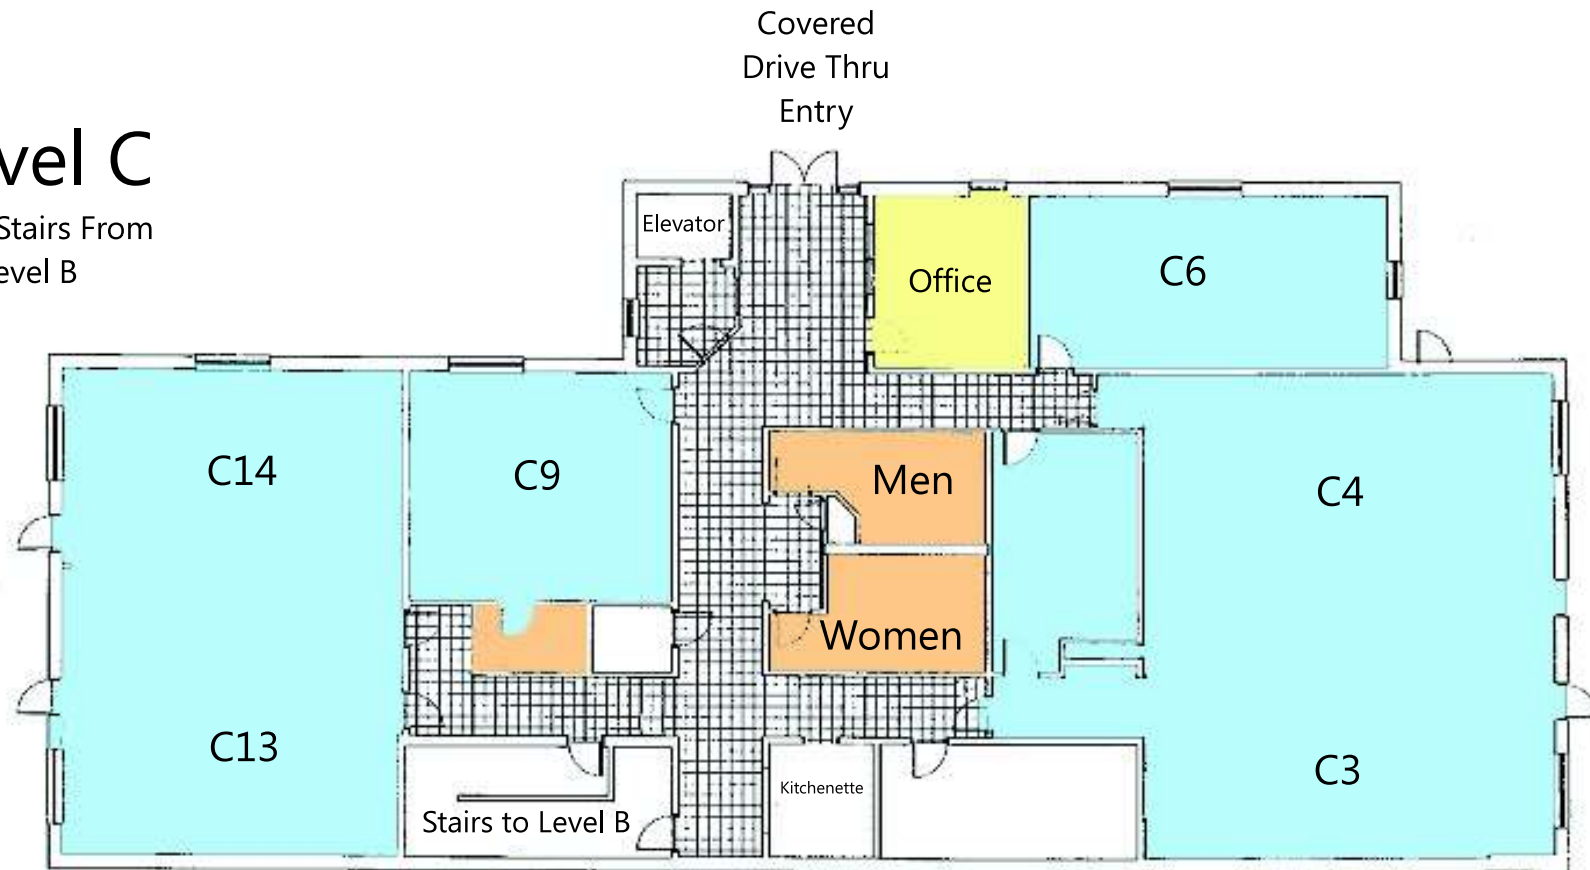 Covered
Drive Thru
Entry
vel C
Stairs From
evel B
Elevator
Office
C6
C14
C9
Men
C4
Women
C13
C3
Kitchenette
Stairs to Level B